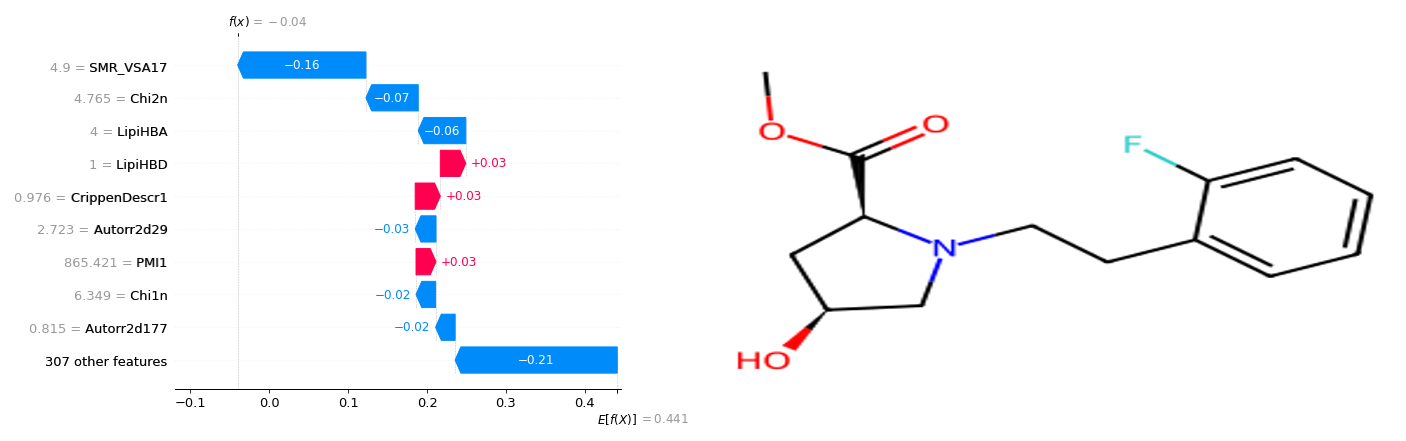 f(x) = −0.04
4.9 = SMR_VSA17
−0.16
4.765 = Chi2n
−0.07
4 = LipiHBA
−0.06
1 = LipiHBD
+0.03
0.976 = CrippenDescr1
+0.03
2.723 = Autorr2d29
−0.03
865.421 = PMI1
+0.03
6.349 = Chi1n
−0.02
0.815 = Autorr2d177
−0.02
307 other features
−0.21
−0.1 0.0 0.1 0.2 0.3 0.4
E[f(X)] = 0.441
O
O
F
N
HO